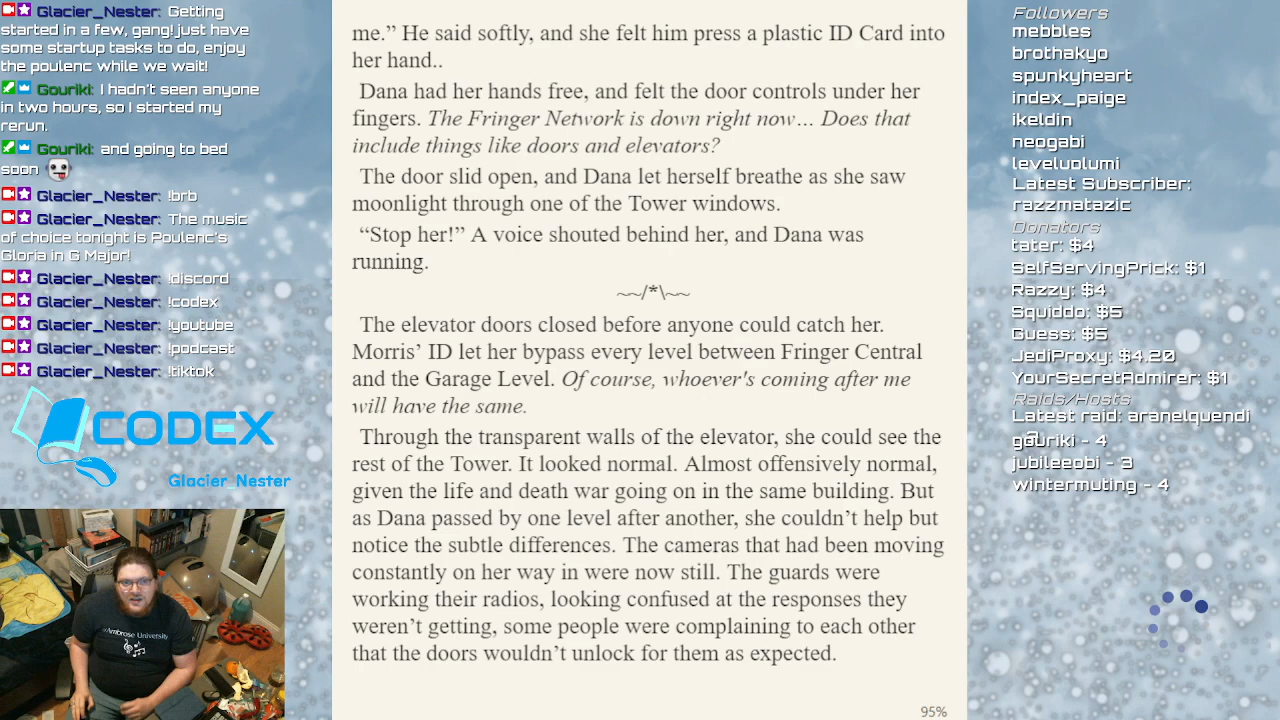 Glacier_Nester: Getting
started in a few, gang! just have
some startup tasks to do, enjoy
the poulenc while we wait!
Gouriki: I hadn't seen anyone
in two hours, so I started my
rerun.
Gouriki: and going to bed
soon
Glacier_Nester: !brb
Glacier_Nester: The music
of choice tonight is Poulenc's
Gloria in G Major!
Glacier_Nester: !discord
Glacier_Nester: !codex
Glacier_Nester: !youtube
Glacier_Nester: !podcast
Glacier_Nester: !tiktok
CODEX
Glacier_Nester
Ambrose University
me.” He said softly, and she felt him press a plastic ID Card into
her hand..
Dana had her hands free, and felt the door controls under her
fingers. The Fringer Network is down right now… Does that
include things like doors and elevators?
The door slid open, and Dana let herself breathe as she saw
moonlight through one of the Tower windows.
“Stop her!” A voice shouted behind her, and Dana was
running.
~~/*\~~
The elevator doors closed before anyone could catch her.
Morris’ ID let her bypass every level between Fringer Central
and the Garage Level. Of course, whoever's coming after me
will have the same.
Through the transparent walls of the elevator, she could see the
rest of the Tower. It looked normal. Almost offensively normal,
given the life and death war going on in the same building. But
as Dana passed by one level after another, she couldn’t help but
notice the subtle differences. The cameras that had been moving
constantly on her way in were now still. The guards were
working their radios, looking confused at the responses they
weren’t getting, some people were complaining to each other
that the doors wouldn’t unlock for them as expected.
95%
Followers
mebbles
brothakyo
spunkyheart
index_paige
ikeldin
neogabi
levelvolumi
Latest Subscriber:
razzmatazic
Donators
tater: $4
SelfServingPrick: $1
Razzy: $4
Squiddo: $5
Guess: $5
JediProxy: $4.20
YourSecretAdmirer: $1
Raids/Hosts
Latest raid: aranelquendi
gouriki - 4
jubileeobi - 3
wintermuting - 4